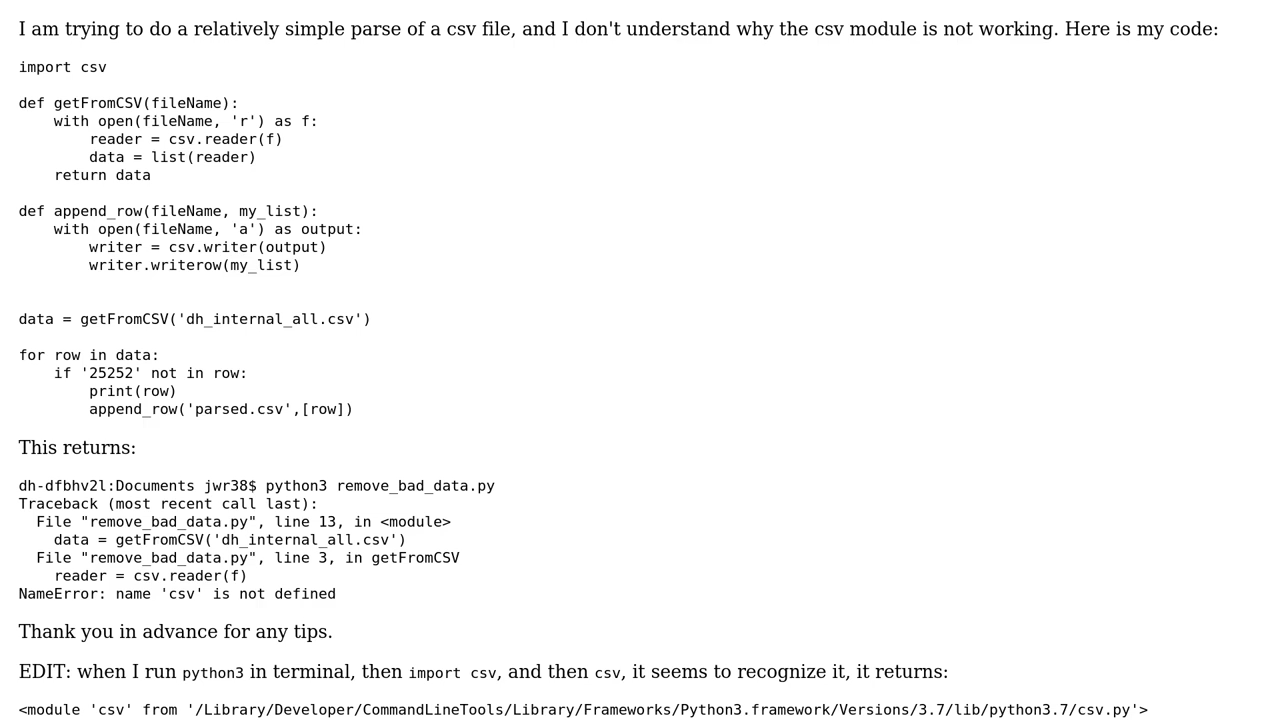 I am trying to do a relatively simple parse of a csv file, and I don't understand why the csv module is not working. Here is my code:
import csv

def getFromCSV(fileName):
    with open(fileName, 'r') as f:
        reader = csv.reader(f)
        data = list(reader)
    return data

def append_row(fileName, my_list):
    with open(fileName, 'a') as output:
        writer = csv.writer(output)
        writer.writerow(my_list)


data = getFromCSV('dh_internal_all.csv')

for row in data:
    if '25252' not in row:
        print(row)
        append_row('parsed.csv',[row])
This returns:
dh-dfbhv2l:Documents jwr38$ python3 remove_bad_data.py
Traceback (most recent call last):
  File "remove_bad_data.py", line 13, in <module>
    data = getFromCSV('dh_internal_all.csv')
  File "remove_bad_data.py", line 3, in getFromCSV
    reader = csv.reader(f)
NameError: name 'csv' is not defined
Thank you in advance for any tips.
EDIT: when I run python3 in terminal, then import csv, and then csv, it seems to recognize it, it returns:
<module 'csv' from '/Library/Developer/CommandLineTools/Library/Frameworks/Python3.framework/Versions/3.7/lib/python3.7/csv.py'>